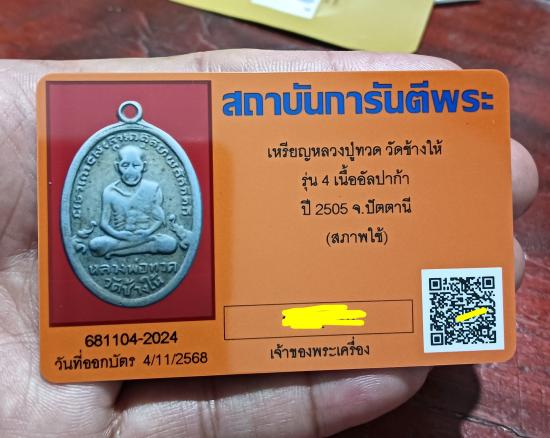 สถาบันการันตีพระ
เหรียญหลวงปู่ทวด วัดช้างให้
รุ่น 4 เนื้ออัลปาก้า
ปี 2505 จ.ปัตตานี
(สภาพใช้)
หลวงพ่อทวด
วัดช้างให้
681104-2024
วันที่ออกบัตร 4/11/2568
เจ้าของพระเครื่อง